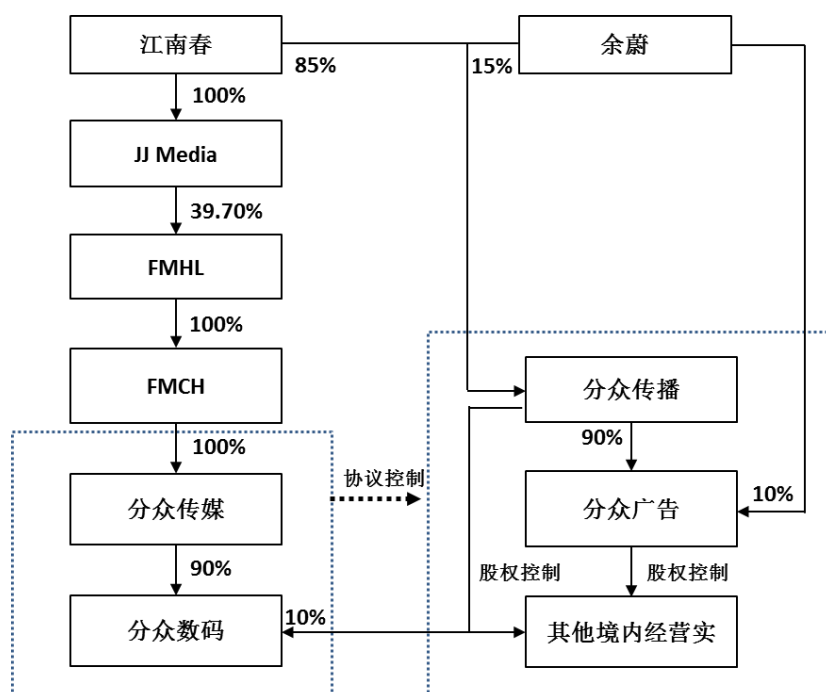 江南春
余蔚
85%
15%
100%
JJ Media
39.70%
FMHL
100%
FMCH
分众传播
100%
90%
协议控制
分众传媒
分众广告
10%
90%
股权控制
股权控制
分众数码
10%
其他境内经营实